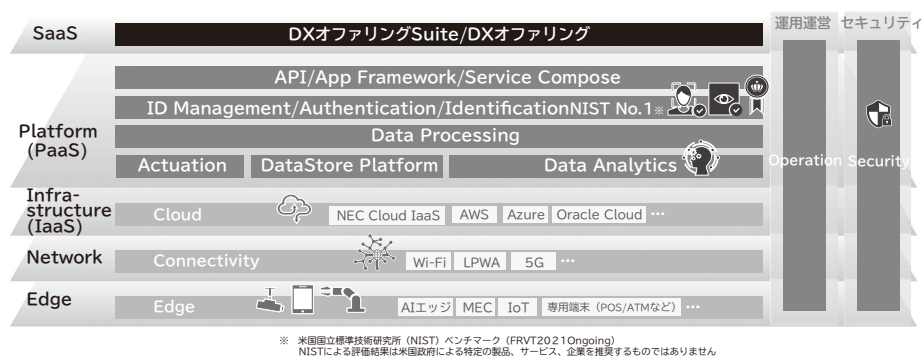 運用運営 セキュリティ
SaaS DXオファリングSuite/DXオファリング
API/App Framework/Service Compose
ID Management/Authentication/IdentificationNIST No.1※
Platform
(PaaS)
Data Processing
Actuation DataStore Platform Data Analytics
Operation Security
Infra-
structure
(IaaS)
Cloud NEC Cloud IaaS AWS Azure Oracle Cloud …
Network Connectivity Wi-Fi LPWA 5G …
Edge Edge AIエッジ MEC IoT 専用端末（POS/ATMなど） …
※ 米国国立標準技術研究所（NIST）ベンチマーク（FRVT2021Ongoing）
NISTによる評価結果は米国政府による特定の製品、サービス、企業を推奨するものではありません